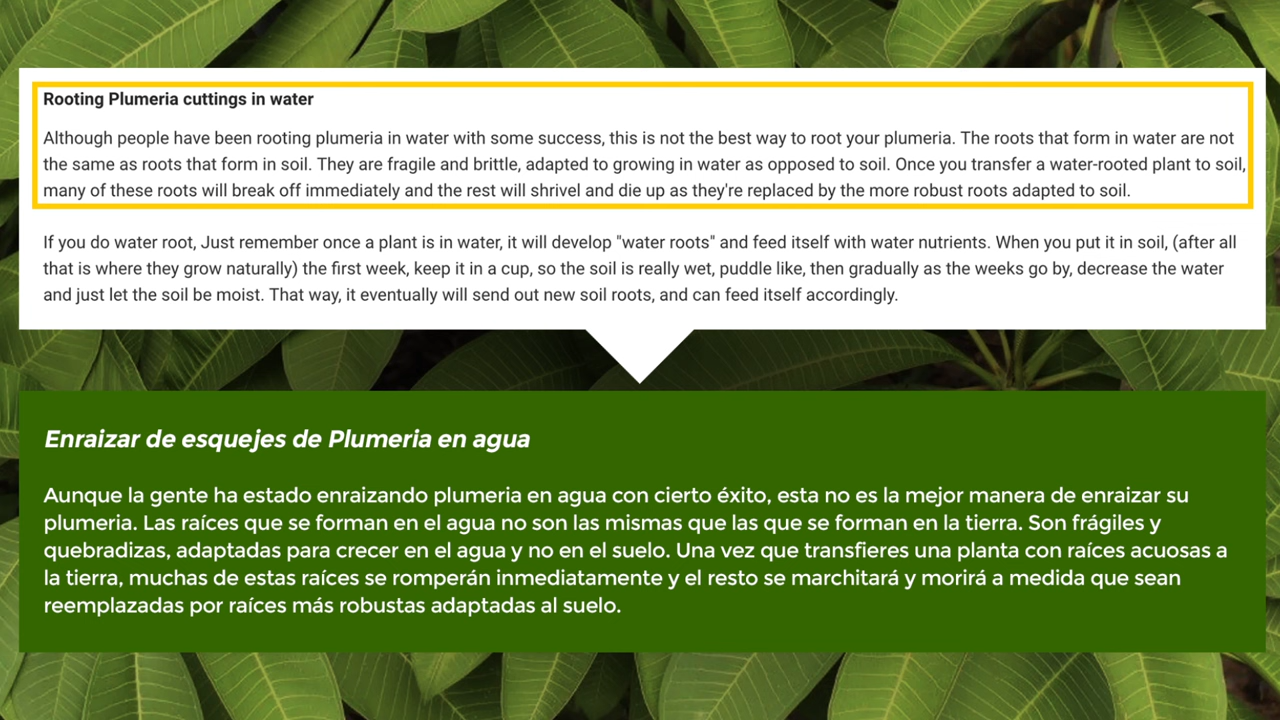 Rooting Plumeria cuttings in water
Although people have been rooting plumeria in water with some success, this is not the best way to root your plumeria. The roots that form in water are not
the same as roots that form in soil. They are fragile and brittle, adapted to growing in water as opposed to soil. Once you transfer a water-rooted plant to soil,
many of these roots will break off immediately and the rest will shrivel and die up as they're replaced by the more robust roots adapted to soil.
If you do water root, Just remember once a plant is in water, it will develop "water roots" and feed itself with water nutrients. When you put it in soil, (after all
that is where they grow naturally) the first week, keep it in a cup, so the soil is really wet, puddle like, then gradually as the weeks go by, decrease the water
and just let the soil be moist. That way, it eventually will send out new soil roots, and can feed itself accordingly.
Enraizar de esquejes de Plumeria en agua
Aunque la gente ha estado enraizando plumeria en agua con cierto éxito, esta no es la mejor manera de enraizar su
plumeria. Las raíces que se forman en el agua no son las mismas que las que se forman en la tierra. Son frágiles y
quebradizas, adaptadas para crecer en el agua y no en el suelo. Una vez que transfieres una planta con raíces acuosas a
la tierra, muchas de estas raíces se romperán inmediatamente y el resto se marchitará y morirá a medida que sean
reemplazadas por raíces más robustas adaptadas al suelo.